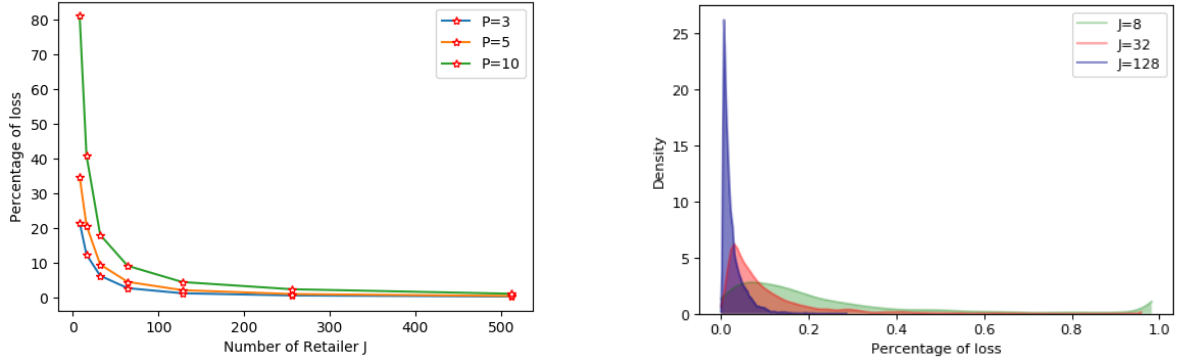 80
70
60
50
40
30
20
10
0
Percentage of loss
0 100 200 300 400 500
Number of Retailer J
P=3
P=5
P=10
25
20
15
10
5
0
Density
0.0 0.2 0.4 0.6 0.8 1.0
Percentage of loss
J=8
J=32
J=128